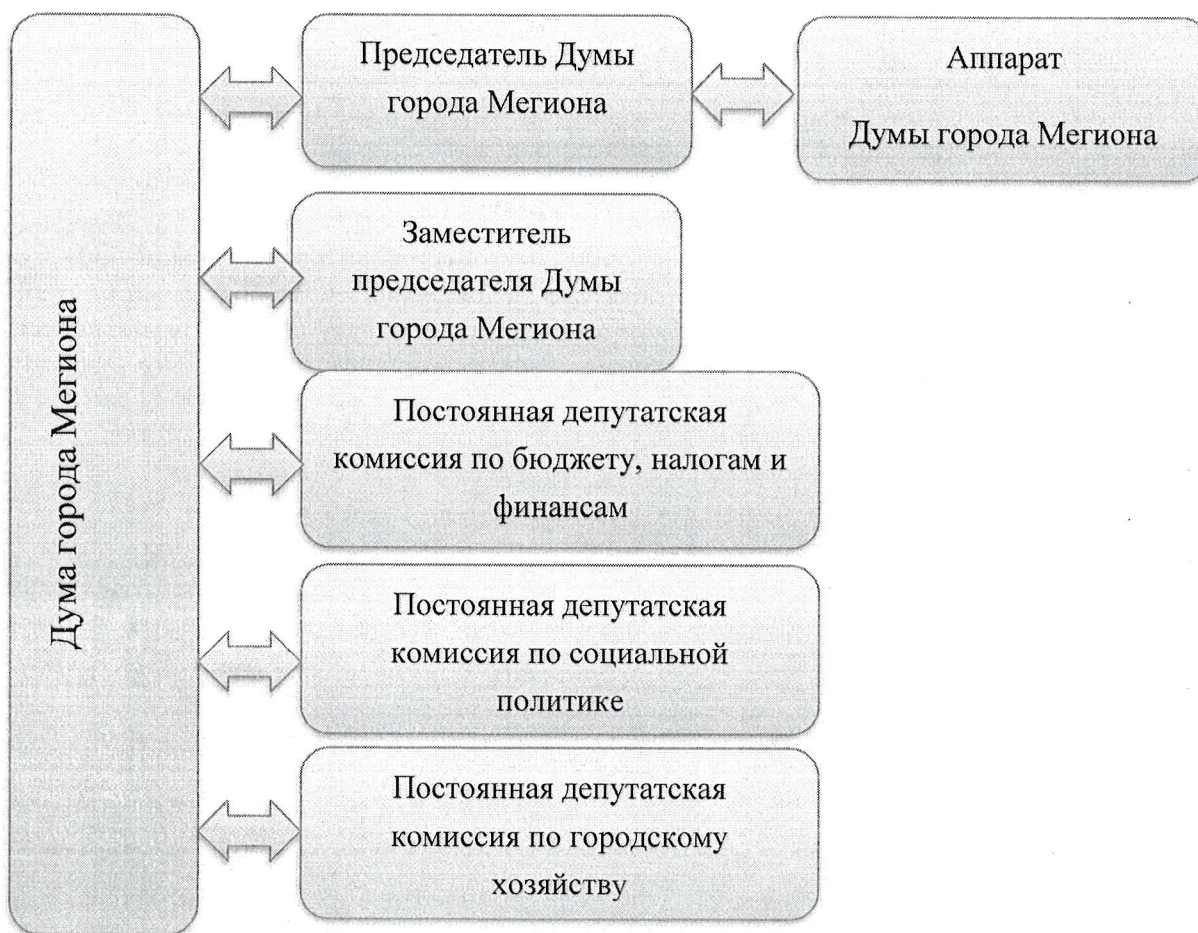 Дума города Мегиона
Председатель Думы
города Мегиона
Аппарат
Думы города Мегиона
Заместитель
председателя Думы
города Мегиона
Постоянная депутатская
комиссия по бюджету, налогам и
финансам
Постоянная депутатская
комиссия по социальной
политике
Постоянная депутатская
комиссия по городскому
хозяйству